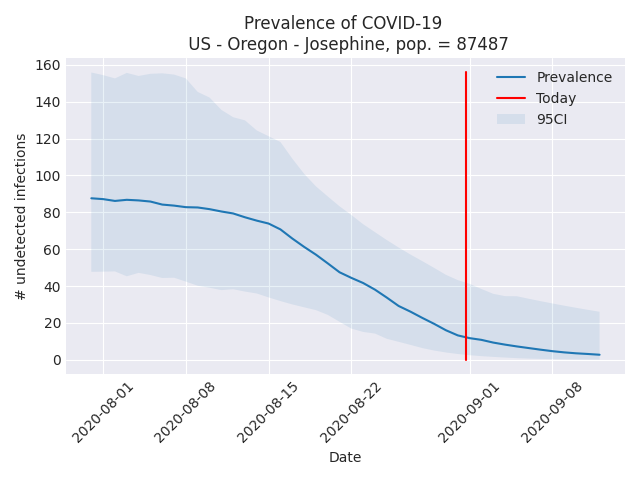 Prevalence of COVID-19
US - Oregon - Josephine, pop. = 87487
160
140
120
100
80
60
40
20
0
# undetected infections
Prevalence
Today
95CI
2020-08-01
2020-08-08
2020-08-15
2020-08-22
2020-09-01
2020-09-08
Date